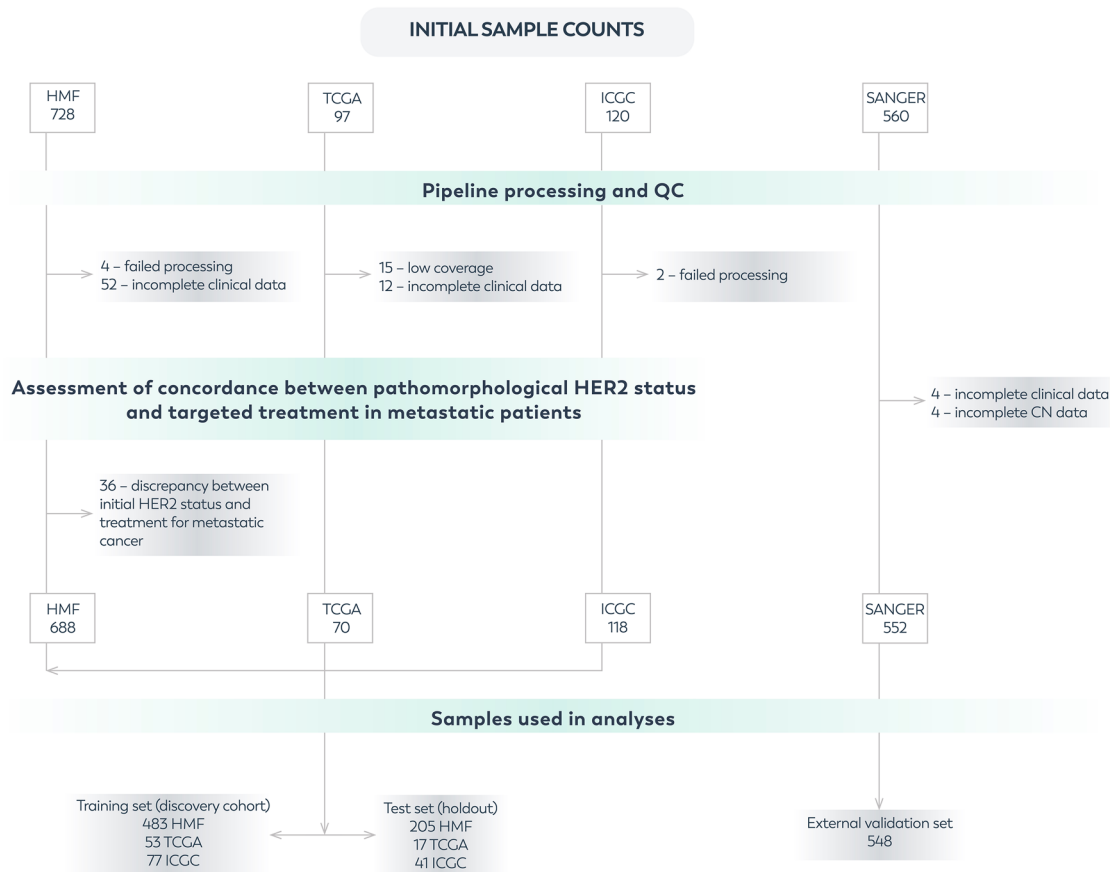 INITIAL SAMPLE COUNTS
HMF
728
TCGA
97
ICGC
120
SANGER
560
Pipeline processing and QC
4 – failed processing
52 – incomplete clinical data
15 – low coverage
12 – incomplete clinical data
2 – failed processing
Assessment of concordance between pathomorphological HER2 status
and targeted treatment in metastatic patients
4 – incomplete clinical data
4 – incomplete CN data
36 – discrepancy between
initial HER2 status and
treatment for metastatic
cancer
HMF
688
TCGA
70
ICGC
118
SANGER
552
Samples used in analyses
Training set (discovery cohort)
483 HMF
53 TCGA
77 ICGC
Test set (holdout)
205 HMF
17 TCGA
41 ICGC
External validation set
548